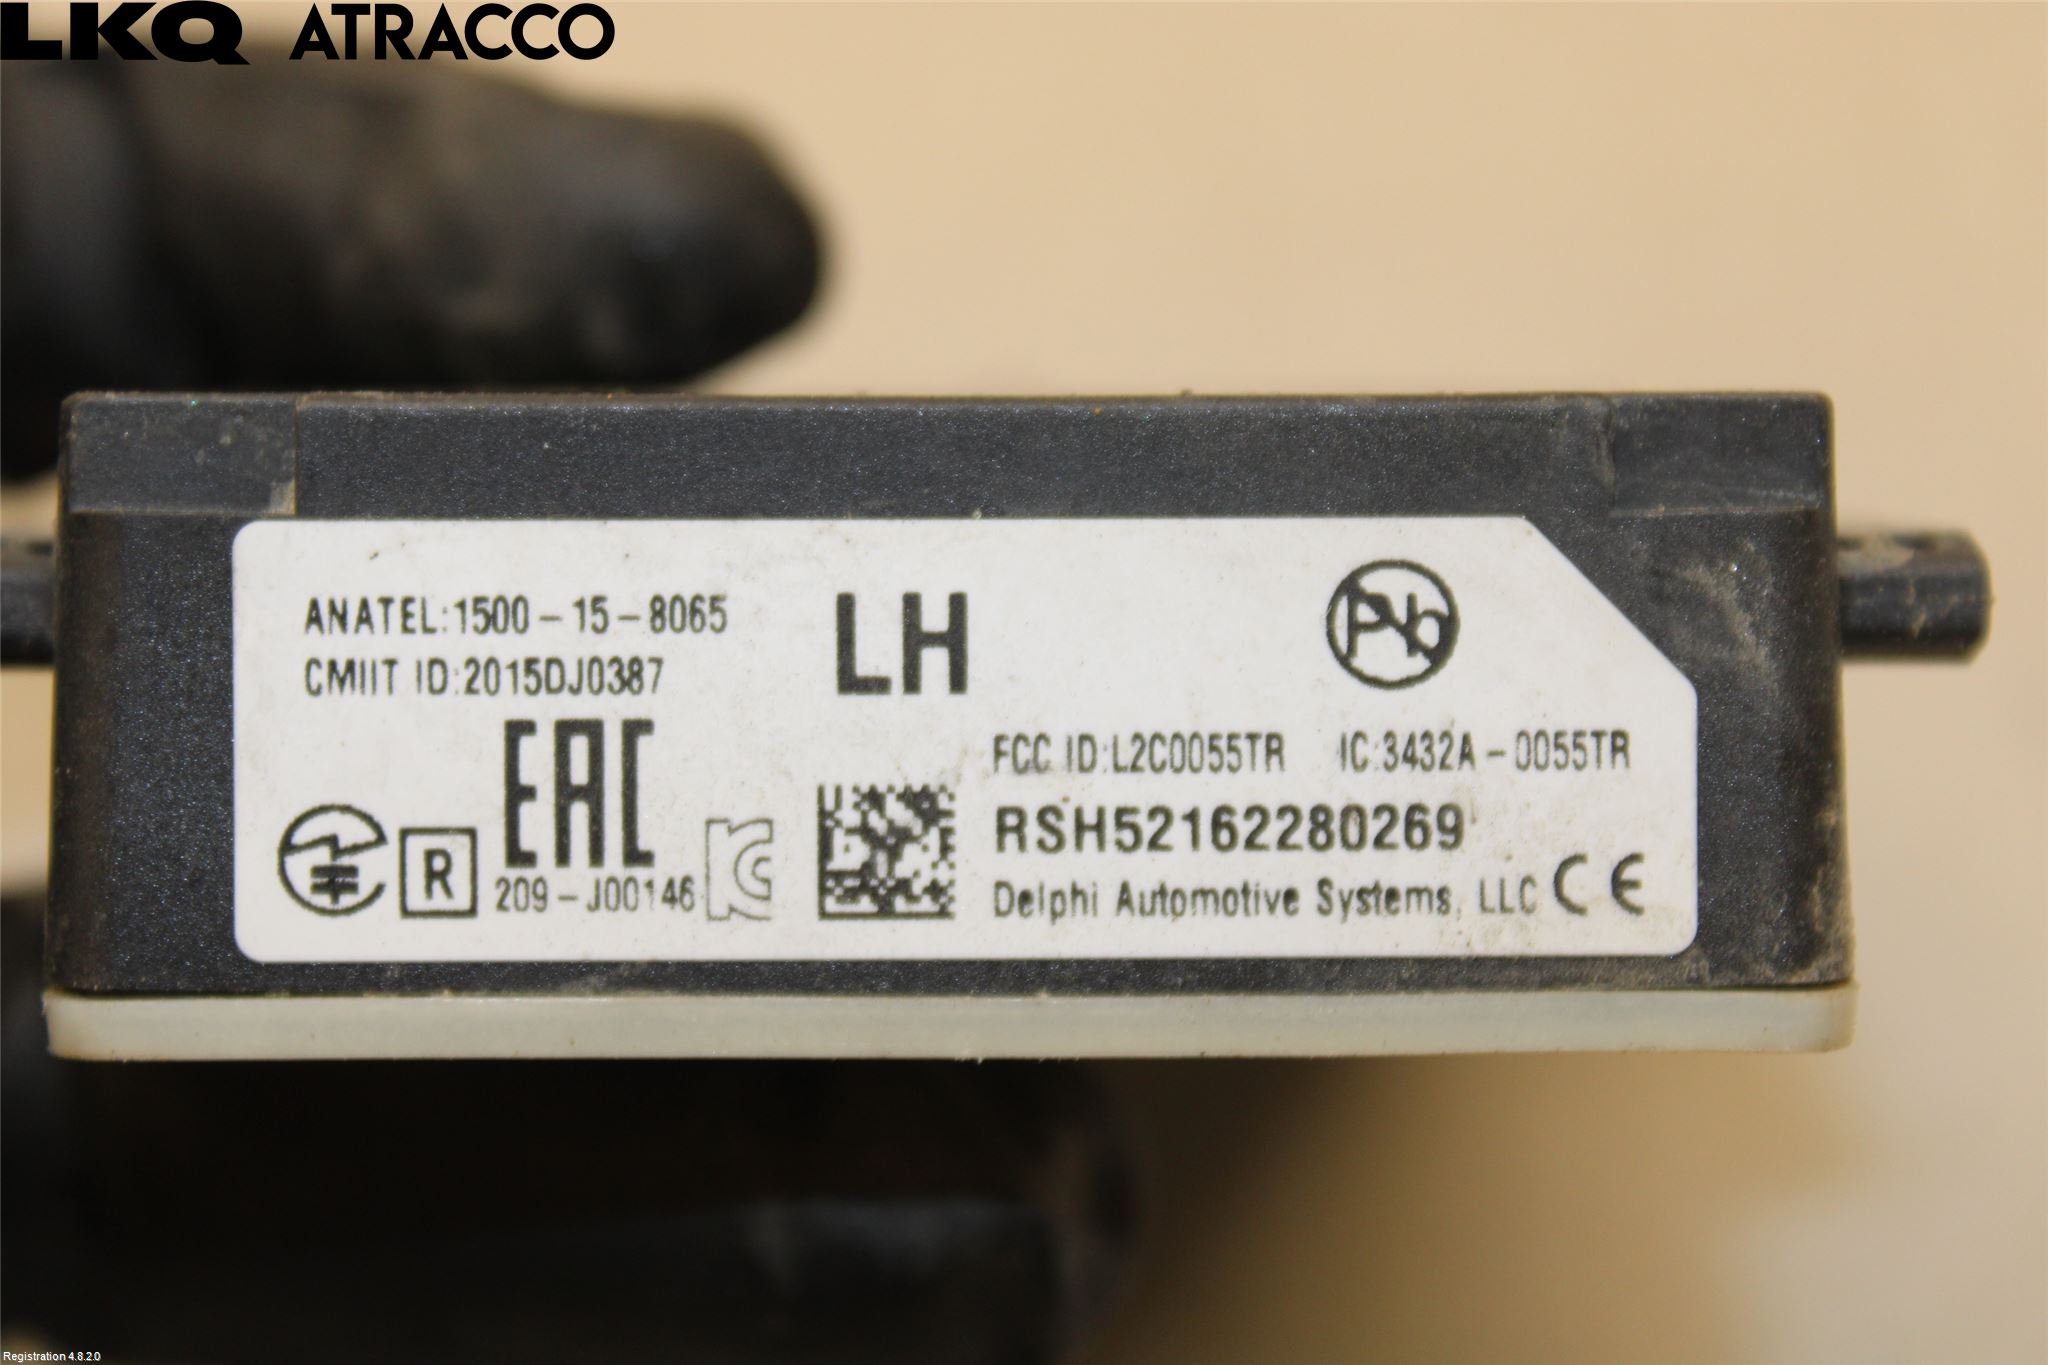 LKQ ATRACCO
ANATEL:1500-15-8065
CMIIT ID:2015DJ0387
LH
Pb
EAC
FCC ID:L2C0055TR IC:3432A-0055TR
RSH52162280269
R
209-J00146
Delphi Automotive Systems, LLC CE
Registration 4.8.2.0